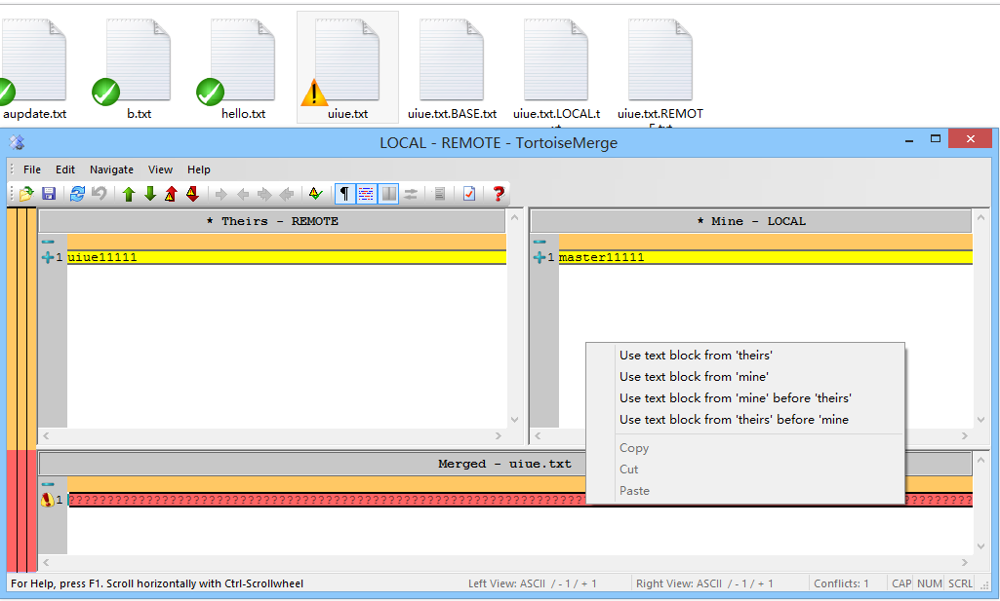 aupdate.txt
b.txt
hello.txt
uiue.txt
uiue.txt.BASE.txt
uiue.txt.LOCAL.t
uiue.txt.REMOT
LOCAL - REMOTE - TortoiseMerge
File Edit Navigate View Help
* Theirs - REMOTE
* Mine - LOCAL
1 uiue11111
1 master11111
Use text block from 'theirs'
Use text block from 'mine'
Use text block from 'mine' before 'theirs'
Use text block from 'theirs' before 'mine
Copy
Cut
Paste
Merged - uiue.txt
1
For Help, press F1. Scroll horizontally with Ctrl-Scrollwheel
Left View: ASCII / - 1 / + 1
Right View: ASCII / - 1 / + 1
Conflicts: 1
CAP NUM SCRL